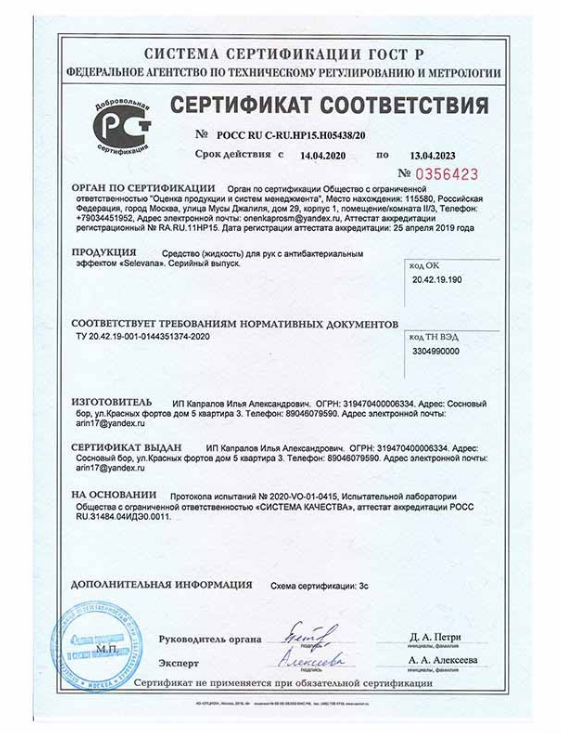 СИСТЕМА СЕРТИФИКАЦИИ ГОСТ Р
ФЕДЕРАЛЬНОЕ АГЕНТСТВО ПО ТЕХНИЧЕСКОМУ РЕГУЛИРОВАНИЮ И МЕТРОЛОГИИ
Добровольная
сертификация
СЕРТИФИКАТ СООТВЕТСТВИЯ
№ РОСС RU C-RU.HP15.H05438/20
Срок действия с 14.04.2020 по 13.04.2023
№ 0356423
ОРГАН ПО СЕРТИФИКАЦИИ Орган по сертификации Общество с ограниченной
ответственностью "Оценка продукции и систем менеджмента", Место нахождения: 115580, Российская
Федерация, город Москва, улица Мусы Джалиля, дом 29, корпус 1, помещение/комната II/3, Телефон:
+79034451952, Адрес электронной почты: onenkaprosm@yandex.ru, Аттестат аккредитации
регистрационный № RA.RU.11HP15. Дата регистрации аттестата аккредитации: 25 апреля 2019 года
ПРОДУКЦИЯ Средство (жидкость) для рук с антибактериальным
эффектом «Selevana». Серийный выпуск.
код ОК
20.42.19.190
СООТВЕТСТВУЕТ ТРЕБОВАНИЯМ НОРМАТИВНЫХ ДОКУМЕНТОВ
ТУ 20.42.19-001-0144351374-2020
код ТН ВЭД
3304990000
ИЗГОТОВИТЕЛЬ ИП Капралов Илья Александрович. ОГРН: 319470400006334. Адрес: Сосновый
бор, ул.Красных фортов дом 5 квартира 3. Телефон: 89046079590. Адрес электронной почты:
arin17@yandex.ru
СЕРТИФИКАТ ВЫДАН ИП Капралов Илья Александрович. ОГРН: 319470400006334. Адрес:
Сосновый бор, ул.Красных фортов дом 5 квартира 3. Телефон: 89046079590. Адрес электронной почты:
arin17@yandex.ru
НА ОСНОВАНИИ Протокола испытаний № 2020-VO-01-0415, Испытательной лаборатории
Общества с ограниченной ответственностью «СИСТЕМА КАЧЕСТВА», аттестат аккредитации РОСС
RU.31484.04ИДЭ0.0011.
ДОПОЛНИТЕЛЬНАЯ ИНФОРМАЦИЯ Схема сертификации: 3с
М.П.
МОСКВА
Руководитель органа
подпись
Д. А. Петри
инициалы, фамилия
Эксперт
Алексеева
подпись
А. А. Алексеева
инициалы, фамилия
Сертификат не применяется при обязательной сертификации